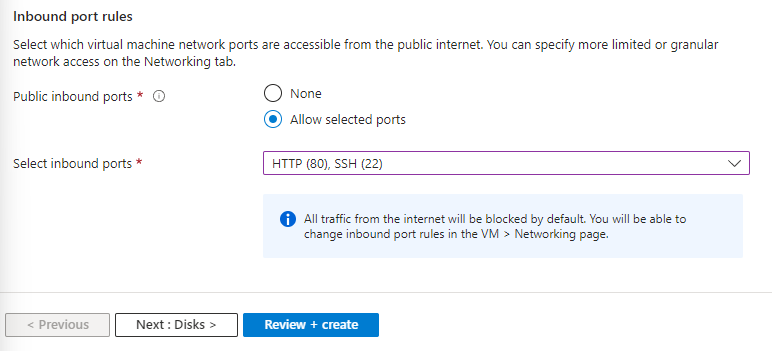 Inbound port rules
Select which virtual machine network ports are accessible from the public internet. You can specify more limited or granular
network access on the Networking tab.
Public inbound ports *
None
Allow selected ports
Select inbound ports *
HTTP (80), SSH (22)
All traffic from the internet will be blocked by default. You will be able to
change inbound port rules in the VM > Networking page.
< Previous
Next : Disks >
Review + create